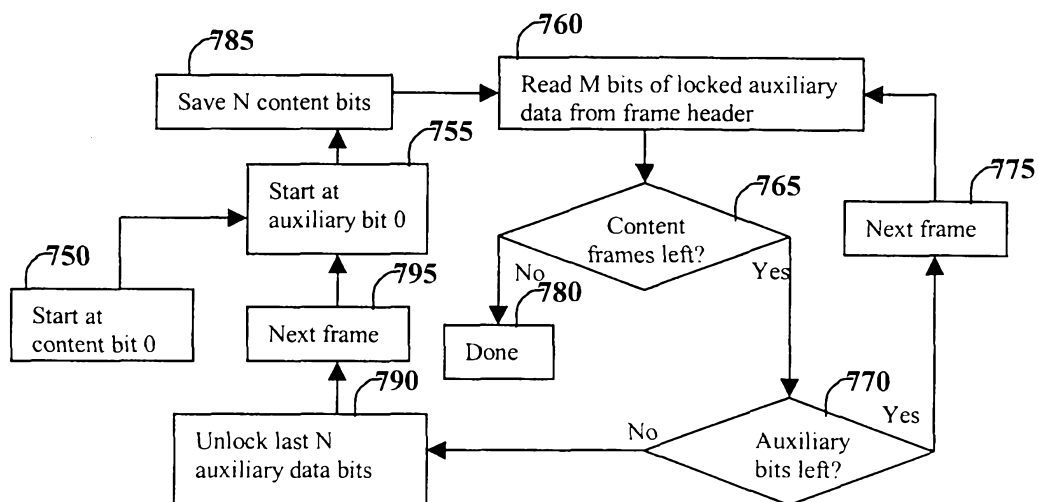 785
760
Save N content bits
Read M bits of locked auxiliary
data from frame header
755
Start at
auxiliary bit 0
765
775
Content
frames left?
Next frame
750
No
Yes
795
780
Start at
content bit 0
Next frame
Done
790
770
Yes
No
Unlock last N
auxiliary data bits
Auxiliary
bits left?